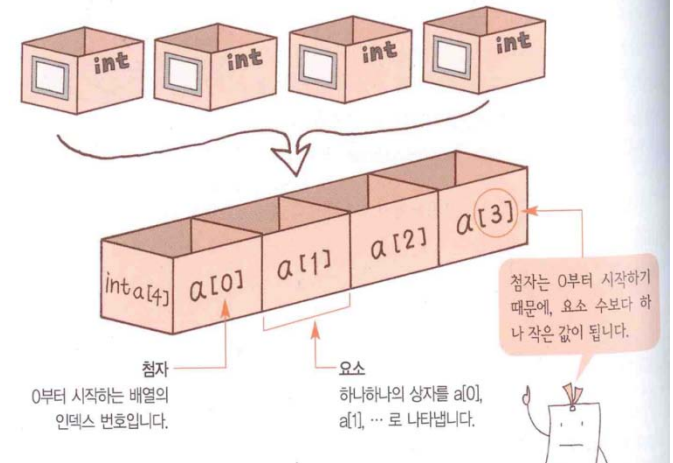 int
int
int
int
int a[4]
a[0]
a[1]
a[2]
a[3]
첨자는 0부터 시작하기
때문에, 요소 수보다 하
나 작은 값이 됩니다.
첨자
0부터 시작하는 배열의
인덱스 번호입니다.
요소
하나하나의 상자를 a[0],
a[1], … 로 나타냅니다.